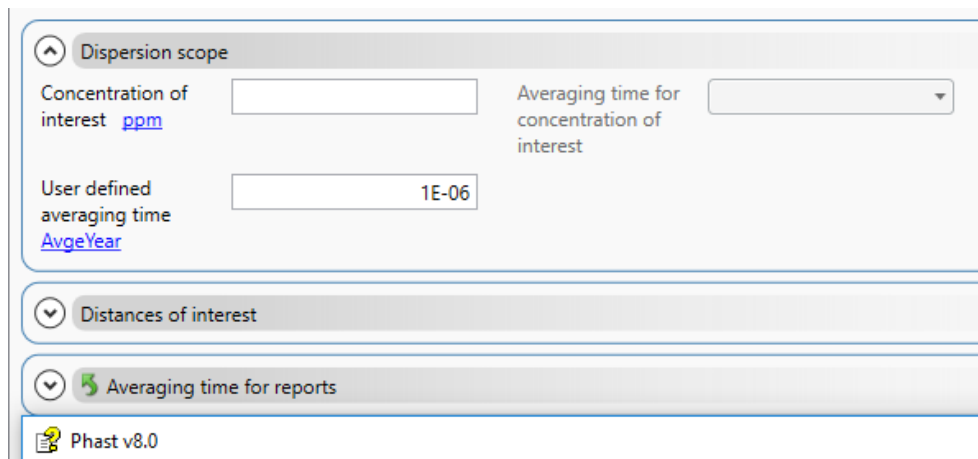 Dispersion scope
Concentration of
interest ppm
Averaging time for
concentration of
interest
User defined
averaging time
AvgeYear
1E-06
Distances of interest
Averaging time for reports
Phast v8.0